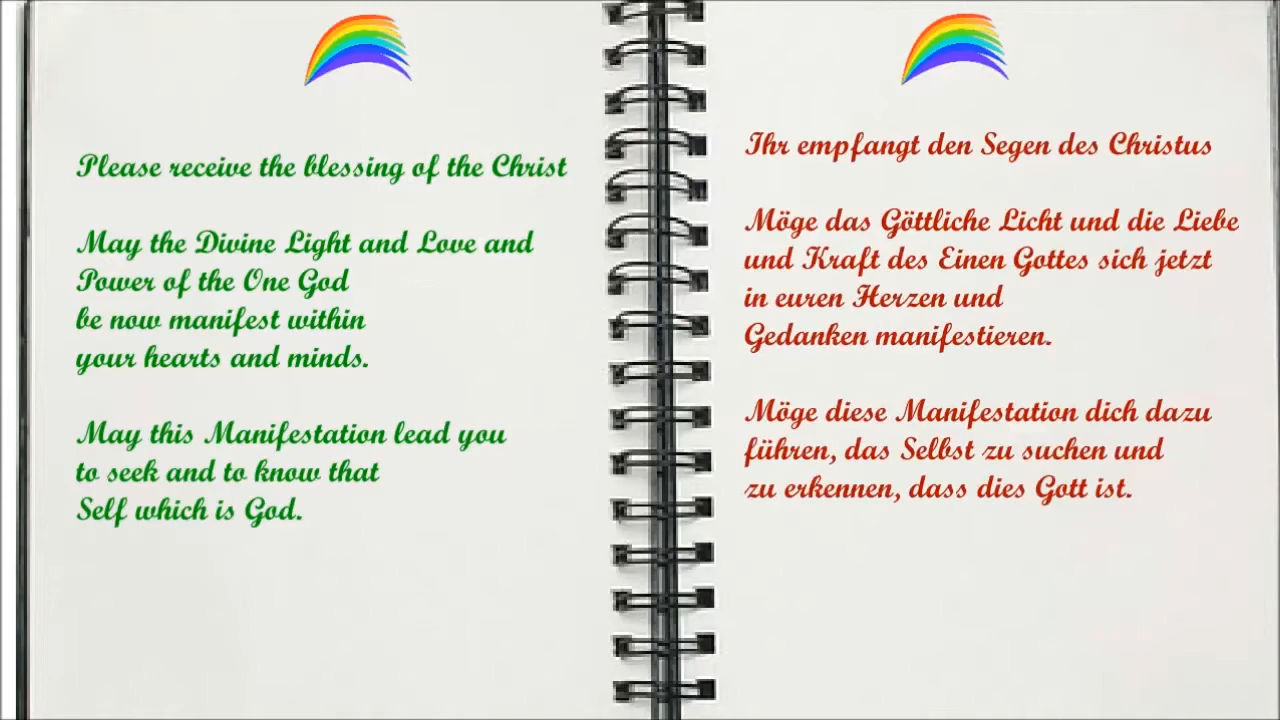 Please receive the blessing of the Christ
May the Divine Light and Love and
Power of the One God
be now manifest within
your hearts and minds.
May this Manifestation lead you
to seek and to know that
Self which is God.
Ihr empfangt den Segen des Christus
Möge das Göttliche Licht und die Liebe
und Kraft des Einen Gottes sich jetzt
in euren Herzen und
Gedanken manifestieren.
Möge diese Manifestation dich dazu
führen, das Selbst zu suchen und
zu erkennen, dass dies Gott ist.